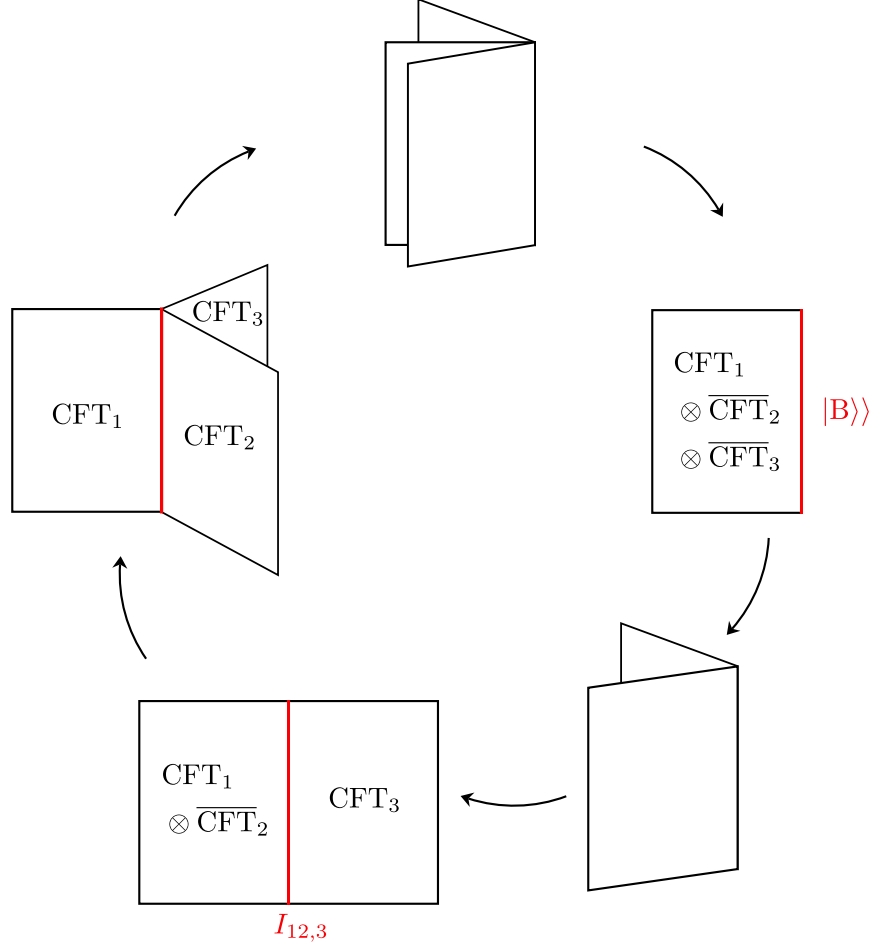 CFT₃
CFT₁
CFT₂
CFT₁
⊗ C̅F̅T̅₂
⊗ C̅F̅T̅₃
|B⟩⟩
CFT₁
⊗ C̅F̅T̅₂
CFT₃
I₁₂,₃